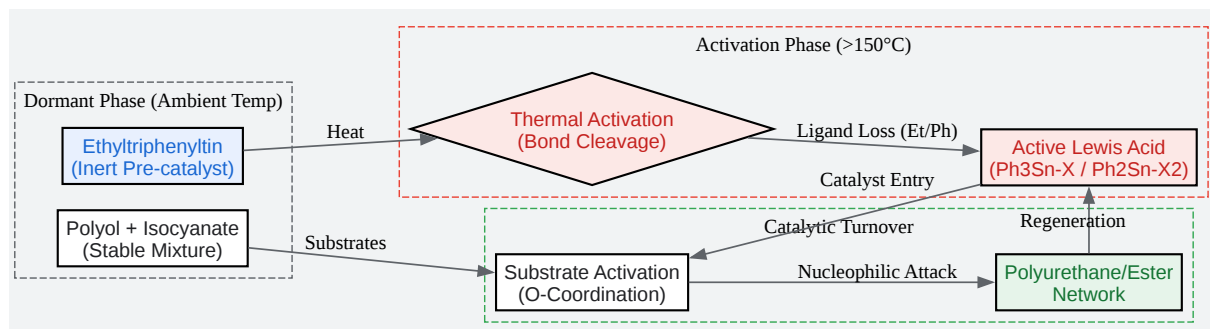 Activation Phase (>150°C)
Dormant Phase (Ambient Temp)
Ethyltriphenyltin
(Inert Pre-catalyst)
Heat
Thermal Activation
(Bond Cleavage)
Ligand Loss (Et/Ph)
Active Lewis Acid
(Ph3Sn-X / Ph2Sn-X2)
Polyol + Isocyanate
(Stable Mixture)
Substrates
Catalyst Entry
Catalytic Turnover
Regeneration
Substrate Activation
(O-Coordination)
Nucleophilic Attack
Polyurethane/Ester
Network